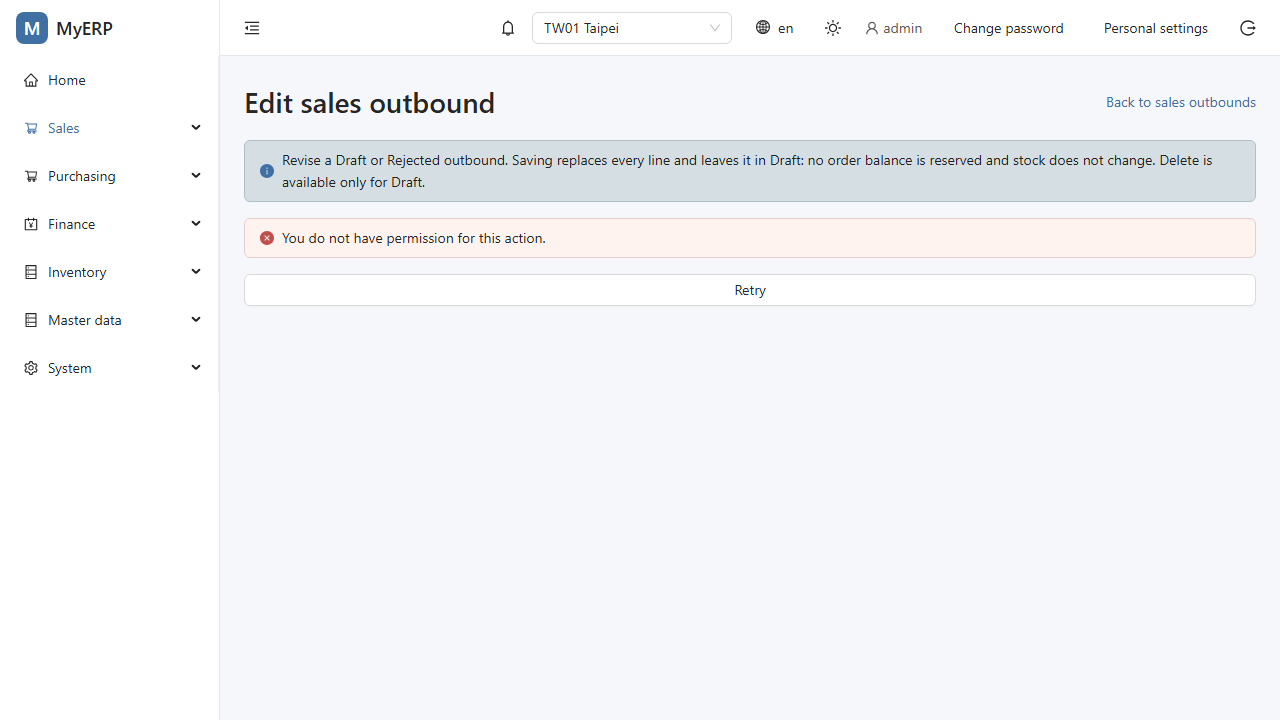 M MyERP
TW01 Taipei
en
admin
Change password
Personal settings
Home
Sales
Purchasing
Finance
Inventory
Master data
System
Edit sales outbound
Back to sales outbounds
Revise a Draft or Rejected outbound. Saving replaces every line and leaves it in Draft: no order balance is reserved and stock does not change. Delete is
available only for Draft.
You do not have permission for this action.
Retry